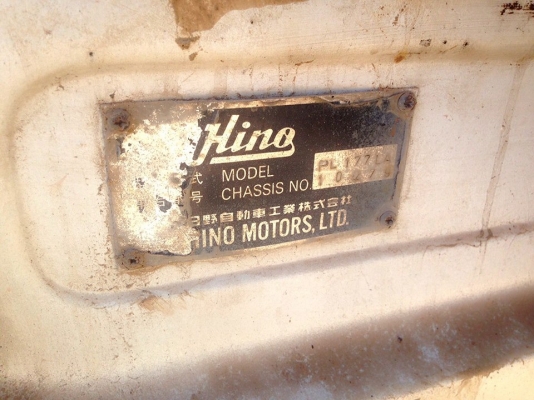 Hino
式 MODEL
号 CHASSIS NO.
野自動車工業株式会社
HINO MOTORS, LTD.